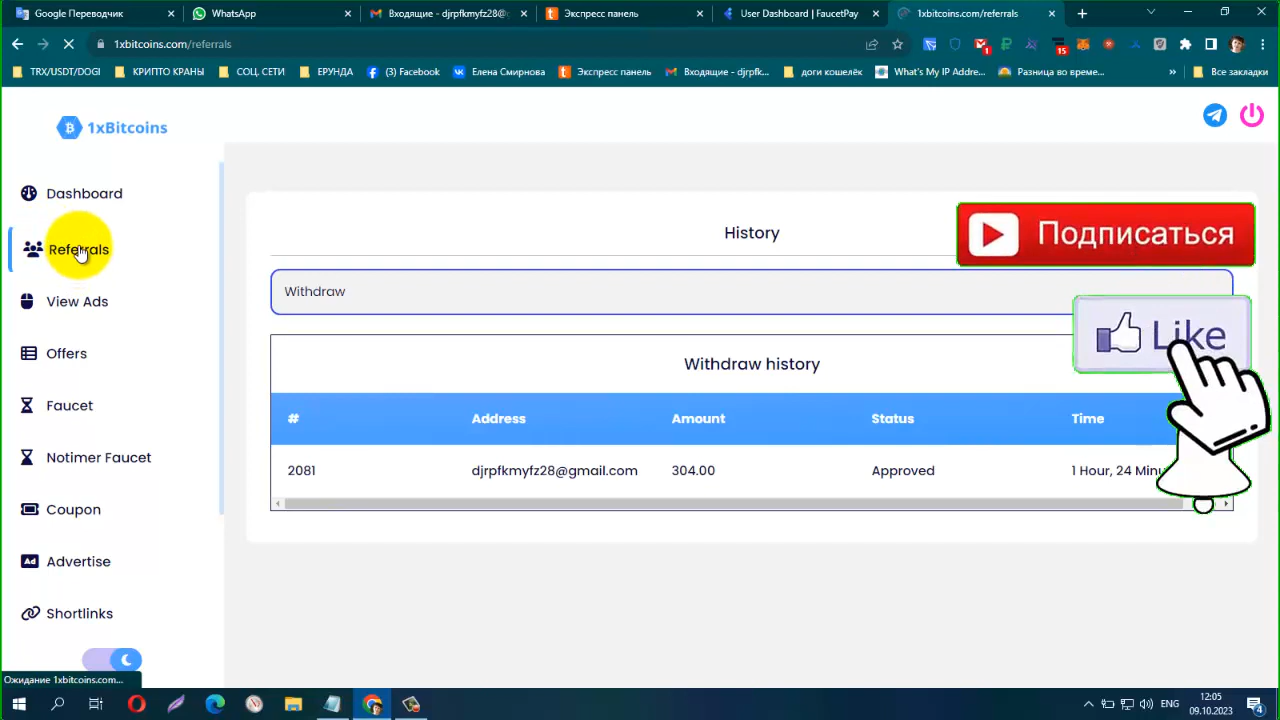 Google Переводчик
WhatsApp
Входящие - djrpfkmyfz28@g
Экспресс панель
User Dashboard | FaucetPay
1xbitcoins.com/referrals
1xbitcoins.com/referrals
1
15
TRX/USDT/DOGI
КРИПТО КРАНЫ
СОЦ. СЕТИ
ЕРУНДА
(3) Facebook
Елена Смирнова
Экспресс панель
Входящие - djrpfk...
доги кошелёк
What's My IP Addre...
Разница во време...
»
Все закладки
1xBitcoins
Dashboard
Referrals
View Ads
Offers
Faucet
Notimer Faucet
Coupon
Advertise
Shortlinks
History
Подписаться
Withdraw
Like
Withdraw history
# Address Amount Status Time
2081 djrpfkmyfz28@gmail.com 304.00 Approved 1 Hour, 24 Minu
Ожидание 1xbitcoins.com...
ENG
12:05
09.10.2023
4